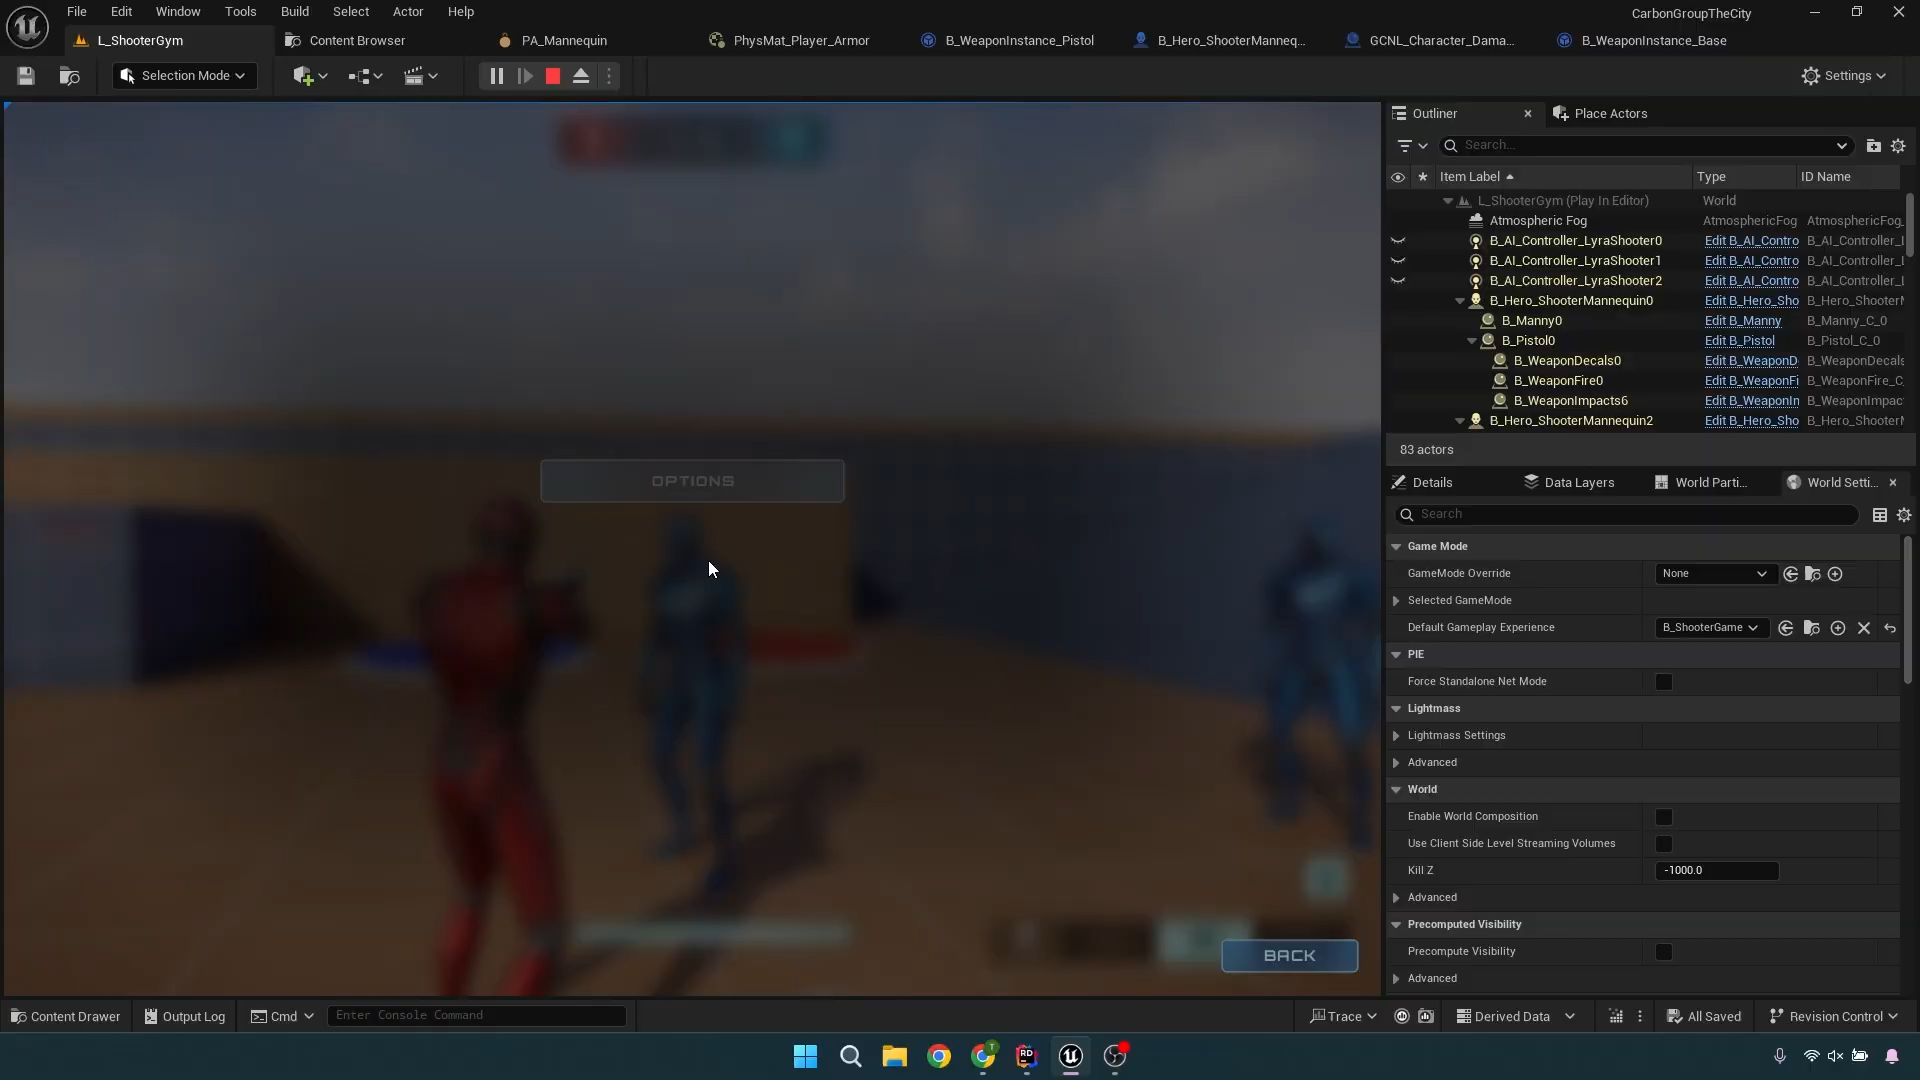 File Edit Window Tools Build Select Actor Help
CarbonGroupTheCity
L_ShooterGym
Content Browser
PA_Mannequin
PhysMat_Player_Armor
B_WeaponInstance_Pistol
B_Hero_ShooterManneq...
GCNL_Character_Dama...
B_WeaponInstance_Base
Selection Mode
Settings
Outliner
Place Actors
Search...
Item Label
Type
ID Name
L_ShooterGym (Play In Editor) World
Atmospheric Fog AtmosphericFog AtmosphericFog_
B_AI_Controller_LyraShooter0 Edit B_AI_Contro B_AI_Controller_L
B_AI_Controller_LyraShooter1 Edit B_AI_Contro B_AI_Controller_L
B_AI_Controller_LyraShooter2 Edit B_AI_Contro B_AI_Controller_L
B_Hero_ShooterMannequin0 Edit B_Hero_Sho B_Hero_ShooterM
B_Manny0 Edit B_Manny B_Manny_C_0
B_Pistol0 Edit B_Pistol B_Pistol_C_0
B_WeaponDecals0 Edit B_WeaponD B_WeaponDecals
B_WeaponFire0 Edit B_WeaponFi B_WeaponFire_C_
B_WeaponImpacts6 Edit B_WeaponIn B_WeaponImpac
B_Hero_ShooterMannequin2 Edit B_Hero_Sho B_Hero_ShooterM
83 actors
OPTIONS
BACK
Details
Data Layers
World Parti...
World Setti...
Search
Game Mode
GameMode Override None
Selected GameMode
Default Gameplay Experience B_ShooterGame
PIE
Force Standalone Net Mode
Lightmass
Lightmass Settings
Advanced
World
Enable World Composition
Use Client Side Level Streaming Volumes
Kill Z -1000.0
Advanced
Precomputed Visibility
Precompute Visibility
Advanced
Content Drawer
Output Log
Cmd
Enter Console Command
Trace
Derived Data
All Saved
Revision Control
T
RD